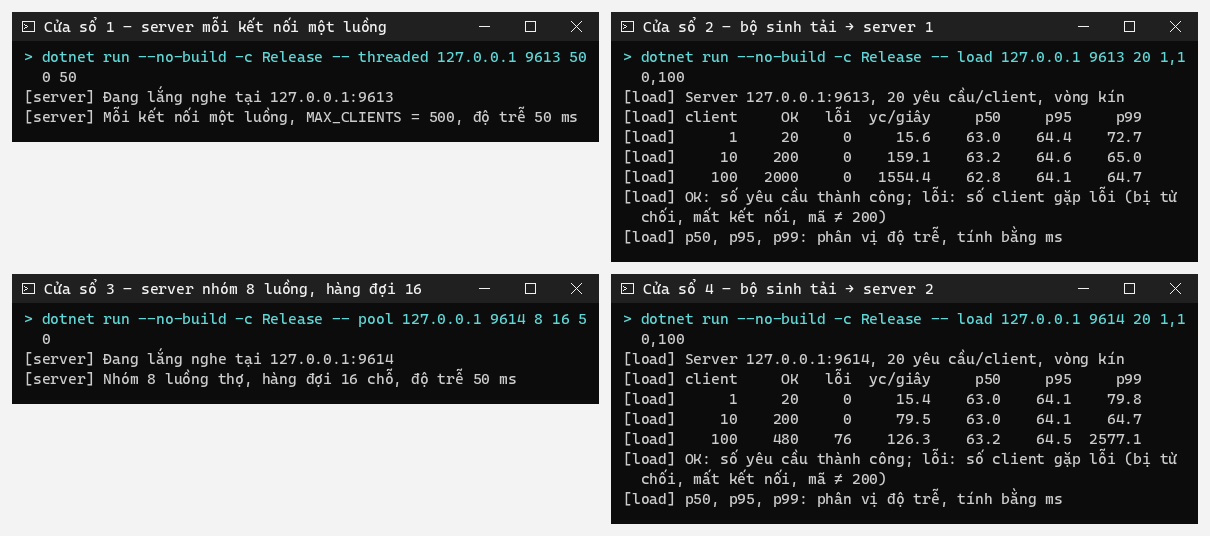 Cửa sổ 1 — server mỗi kết nối một luồng
> dotnet run --no-build -c Release -- threaded 127.0.0.1 9613 50
0 50
[server] Đang lắng nghe tại 127.0.0.1:9613
[server] Mỗi kết nối một luồng, MAX_CLIENTS = 500, độ trễ 50 ms
Cửa sổ 2 — bộ sinh tải → server 1
> dotnet run --no-build -c Release -- load 127.0.0.1 9613 20 1,1
0,100
[load] Server 127.0.0.1:9613, 20 yêu cầu/client, vòng kín
[load] client OK lỗi yc/giây p50 p95 p99
[load] 1 20 0 15.6 63.0 64.4 72.7
[load] 10 200 0 159.1 63.2 64.6 65.0
[load] 100 2000 0 1554.4 62.8 64.1 64.7
[load] OK: số yêu cầu thành công; lỗi: số client gặp lỗi (bị từ
chối, mất kết nối, mã ≠ 200)
[load] p50, p95, p99: phân vị độ trễ, tính bằng ms
Cửa sổ 3 — server nhóm 8 luồng, hàng đợi 16
> dotnet run --no-build -c Release -- pool 127.0.0.1 9614 8 16 5
0
[server] Đang lắng nghe tại 127.0.0.1:9614
[server] Nhóm 8 luồng thợ, hàng đợi 16 chỗ, độ trễ 50 ms
Cửa sổ 4 — bộ sinh tải → server 2
> dotnet run --no-build -c Release -- load 127.0.0.1 9614 20 1,1
0,100
[load] Server 127.0.0.1:9614, 20 yêu cầu/client, vòng kín
[load] client OK lỗi yc/giây p50 p95 p99
[load] 1 20 0 15.4 63.0 64.1 79.8
[load] 10 200 0 79.5 63.0 64.1 64.7
[load] 100 480 76 126.3 63.2 64.5 2577.1
[load] OK: số yêu cầu thành công; lỗi: số client gặp lỗi (bị từ
chối, mất kết nối, mã ≠ 200)
[load] p50, p95, p99: phân vị độ trễ, tính bằng ms